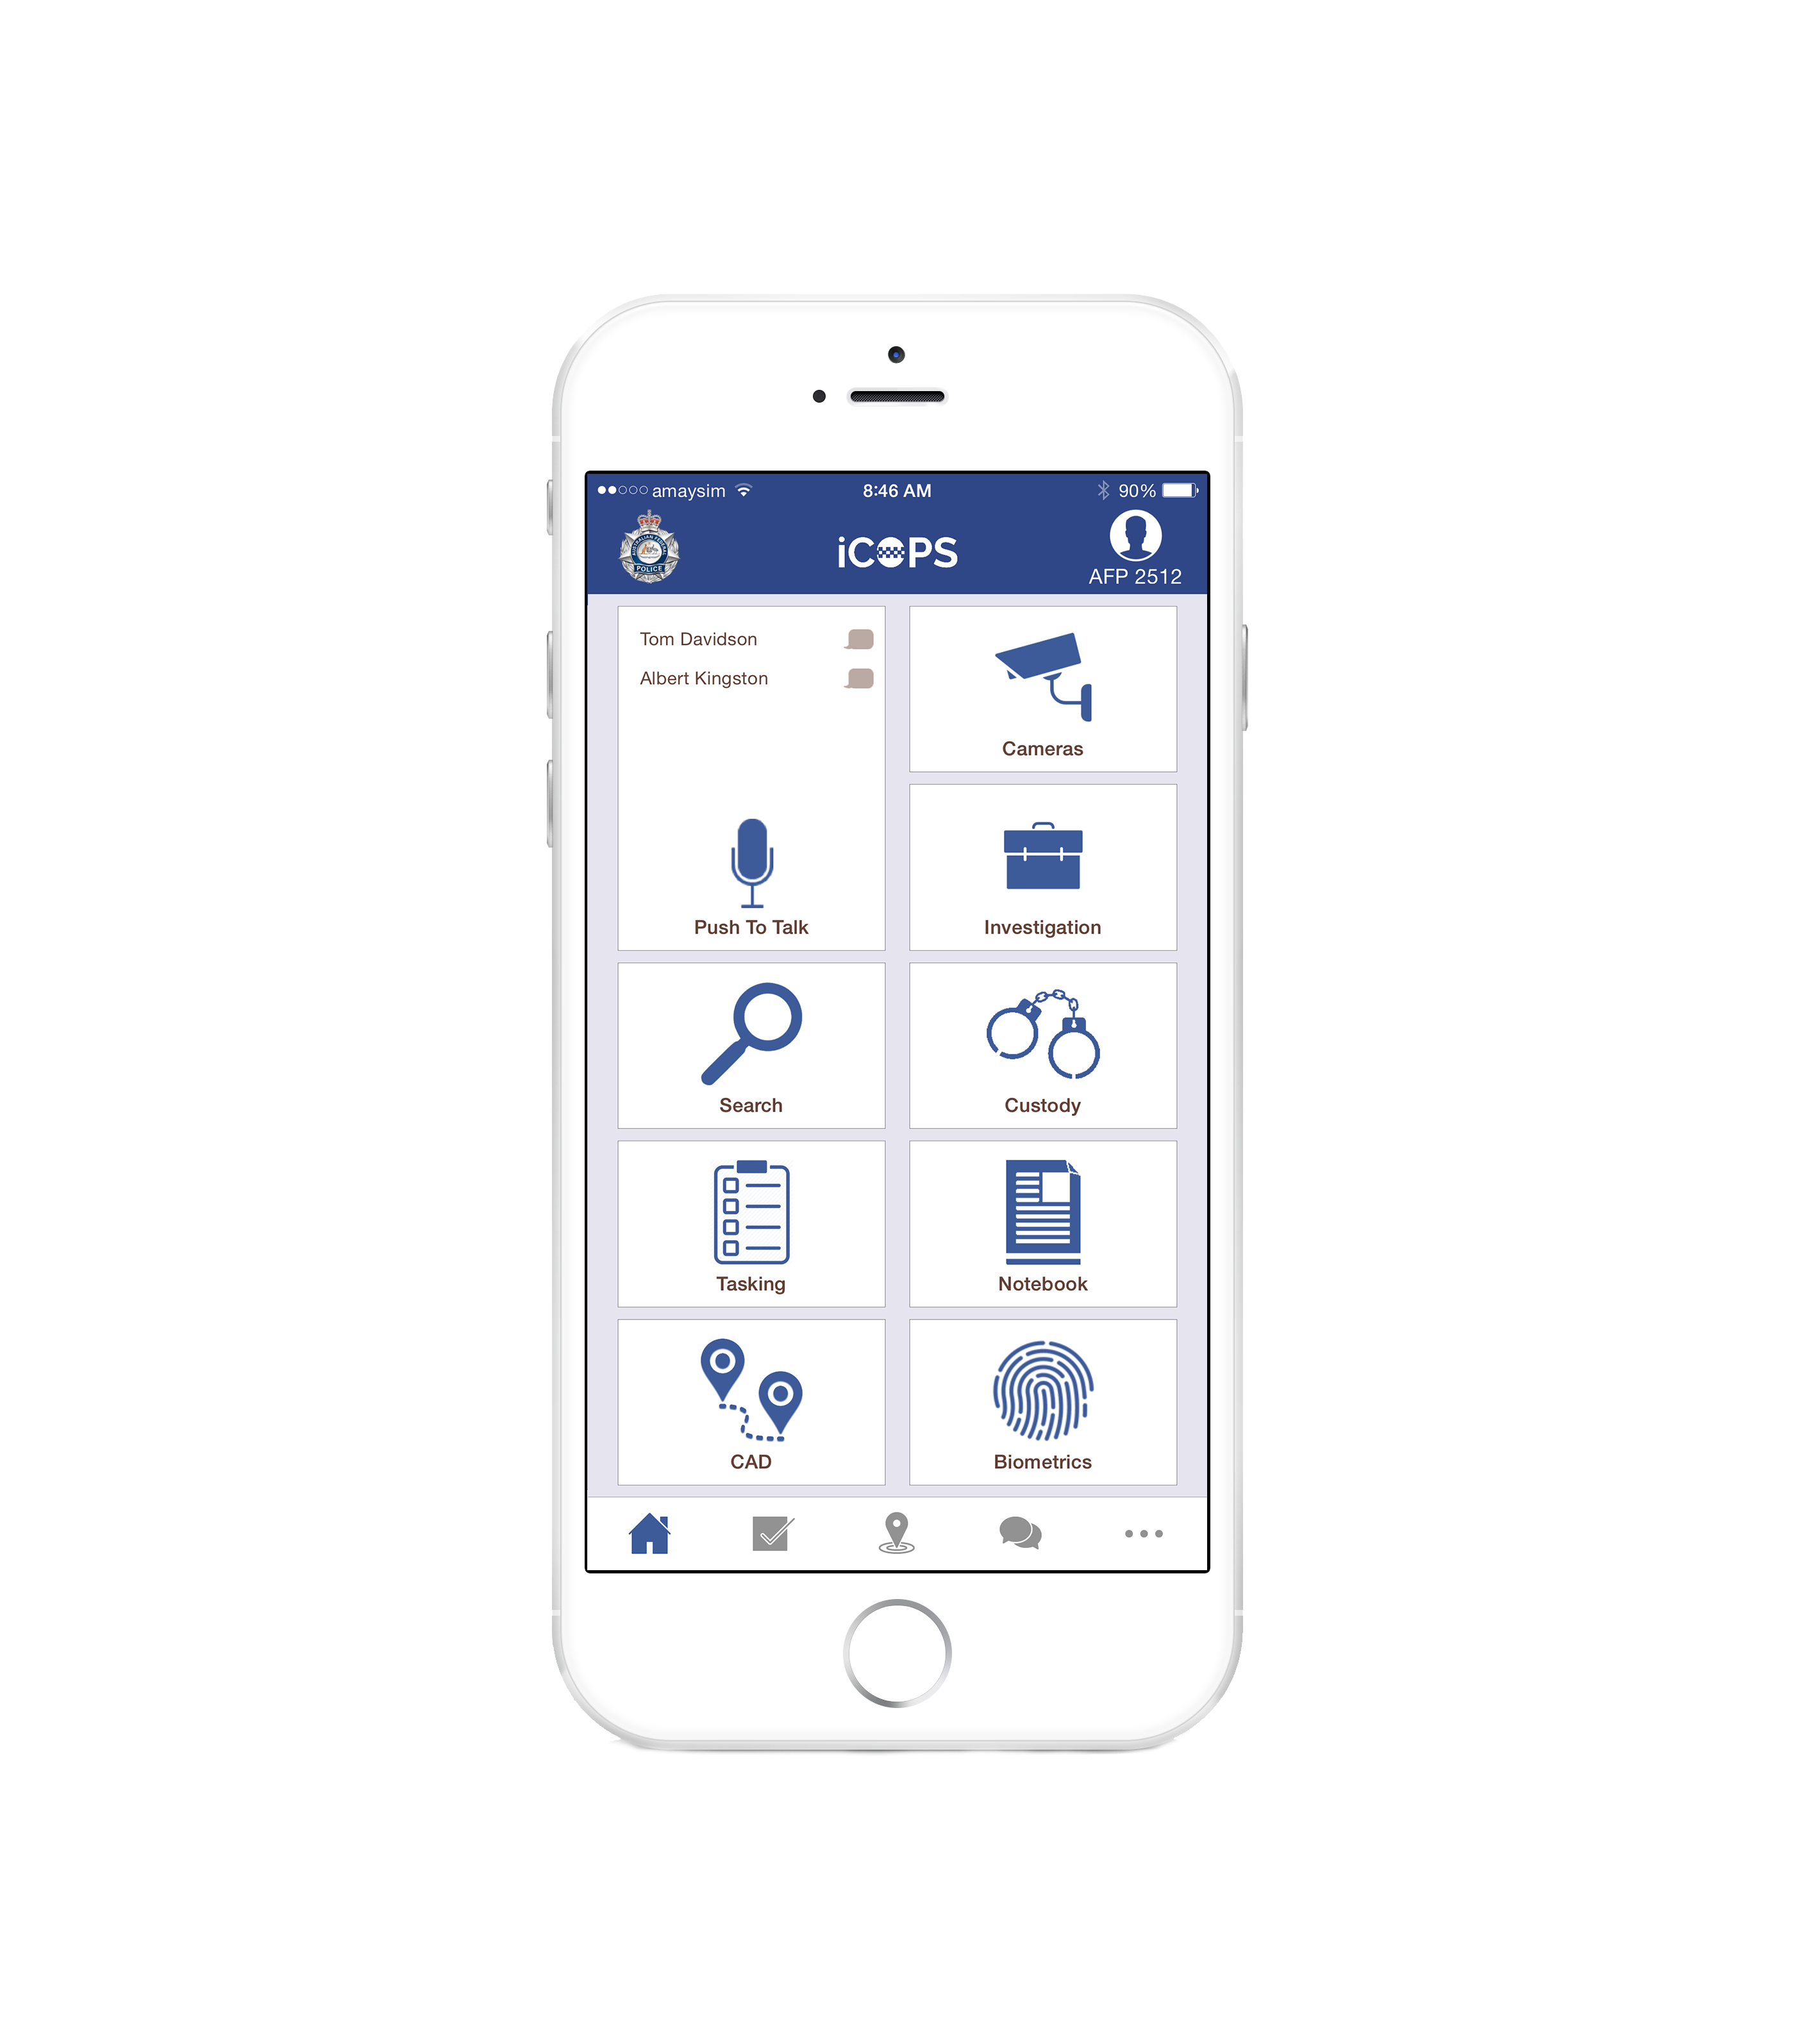 amaysim 8:46 AM 90%
AUSTRALIAN FEDERAL
POLICE
iCOPS
AFP 2512
Tom Davidson
Albert Kingston
Push To Talk
Cameras
Investigation
Search
Custody
Tasking
Notebook
CAD
Biometrics